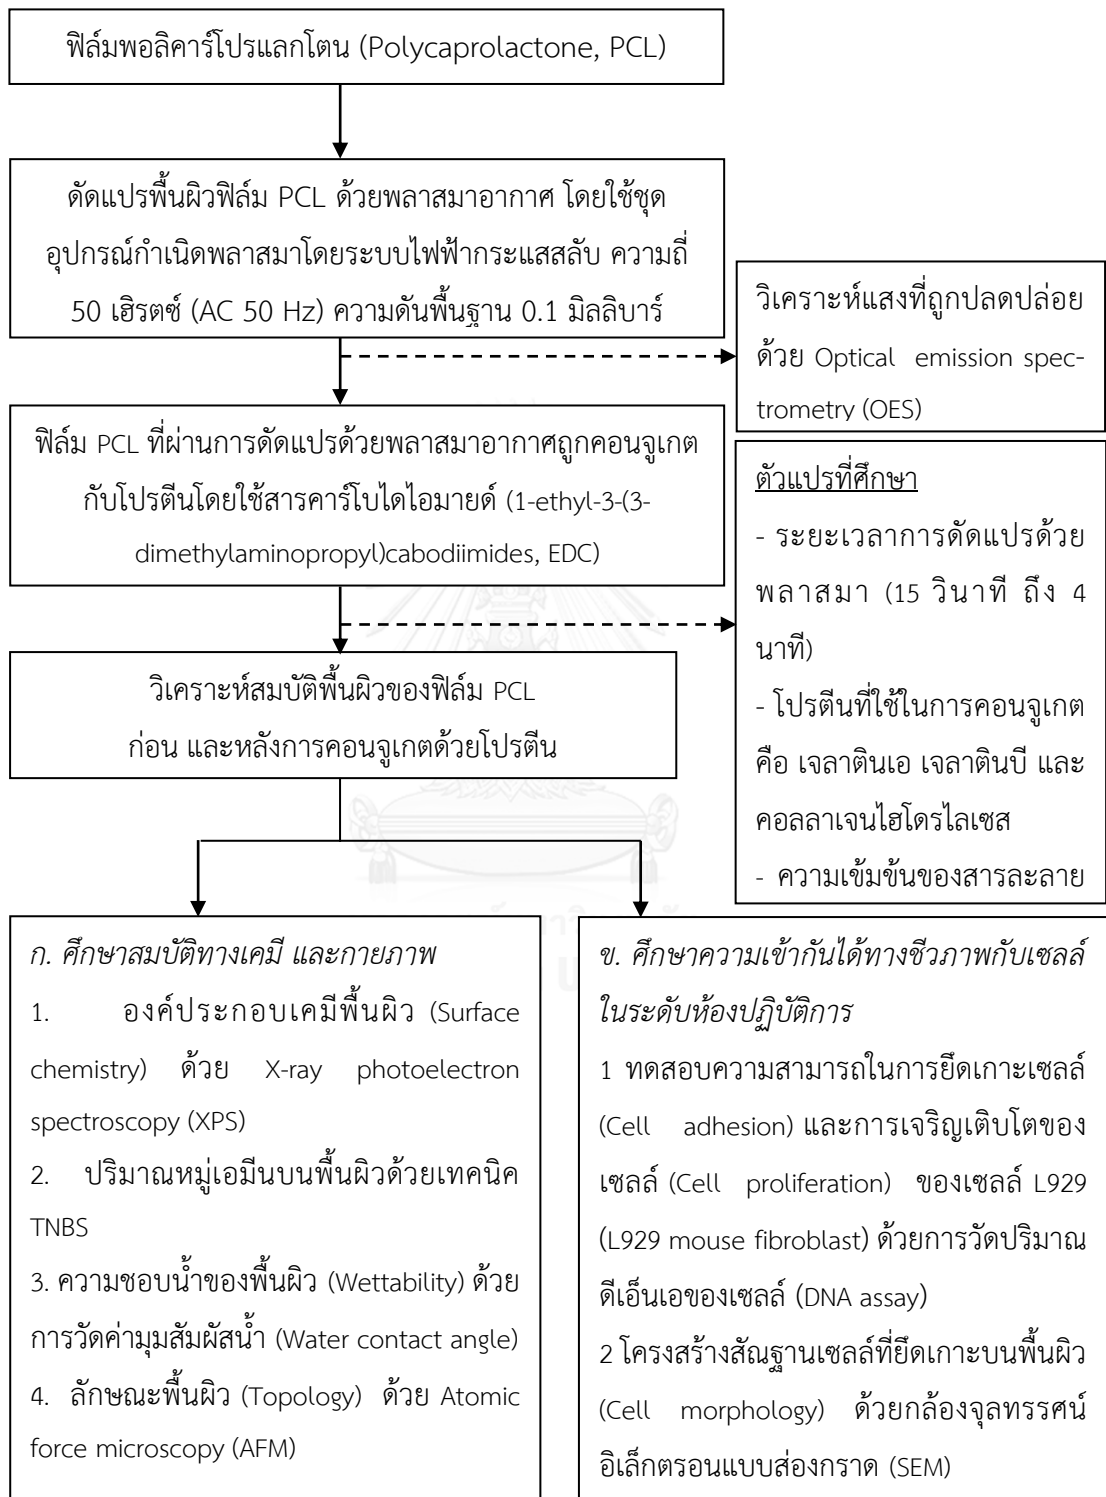 ฟิล์มพอลิคาร์โปรแลกโตน (Polycaprolactone, PCL)
ดัดแปรพื้นผิวฟิล์ม PCL ด้วยพลาสมาอากาศ โดยใช้ชุด
อุปกรณ์กำเนิดพลาสมาโดยระบบไฟฟ้ากระแสสลับ ความถี่
50 เฮิรตซ์ (AC 50 Hz) ความดันพื้นฐาน 0.1 มิลลิบาร์
วิเคราะห์แสงที่ถูกปลดปล่อย
ด้วย Optical emission spec-
trometry (OES)
ฟิล์ม PCL ที่ผ่านการดัดแปรด้วยพลาสมาอากาศถูกคอนจูเกต
กับโปรตีนโดยใช้สารคาร์โบไดไอมายด์ (1-ethyl-3-(3-
dimethylaminopropyl)cabodiimides, EDC)
ตัวแปรที่ศึกษา
- ระยะเวลาการดัดแปรด้วย
พลาสมา (15 วินาที ถึง 4
นาที)
- โปรตีนที่ใช้ในการคอนจูเกต
คือ เจลาตินเอ เจลาตินบี และ
คอลลาเจนไฮโดรไลเซส
- ความเข้มข้นของสารละลาย
วิเคราะห์สมบัติพื้นผิวของฟิล์ม PCL
ก่อน และหลังการคอนจูเกตด้วยโปรตีน
ก. ศึกษาสมบัติทางเคมี และกายภาพ
1. องค์ประกอบเคมีพื้นผิว (Surface
chemistry) ด้วย X-ray photoelectron
spectroscopy (XPS)
2. ปริมาณหมู่เอมีนบนพื้นผิวด้วยเทคนิค
TNBS
3. ความชอบน้ำของพื้นผิว (Wettability) ด้วย
การวัดค่ามุมสัมผัสน้ำ (Water contact angle)
4. ลักษณะพื้นผิว (Topology) ด้วย Atomic
force microscopy (AFM)
ข. ศึกษาความเข้ากันได้ทางชีวภาพกับเซลล์
ในระดับห้องปฏิบัติการ
1 ทดสอบความสามารถในการยึดเกาะเซลล์
(Cell adhesion) และการเจริญเติบโตของ
เซลล์ (Cell proliferation) ของเซลล์ L929
(L929 mouse fibroblast) ด้วยการวัดปริมาณ
ดีเอ็นเอของเซลล์ (DNA assay)
2 โครงสร้างสัณฐานเซลล์ที่ยึดเกาะบนพื้นผิว
(Cell morphology) ด้วยกล้องจุลทรรศน์
อิเล็กตรอนแบบส่องกราด (SEM)